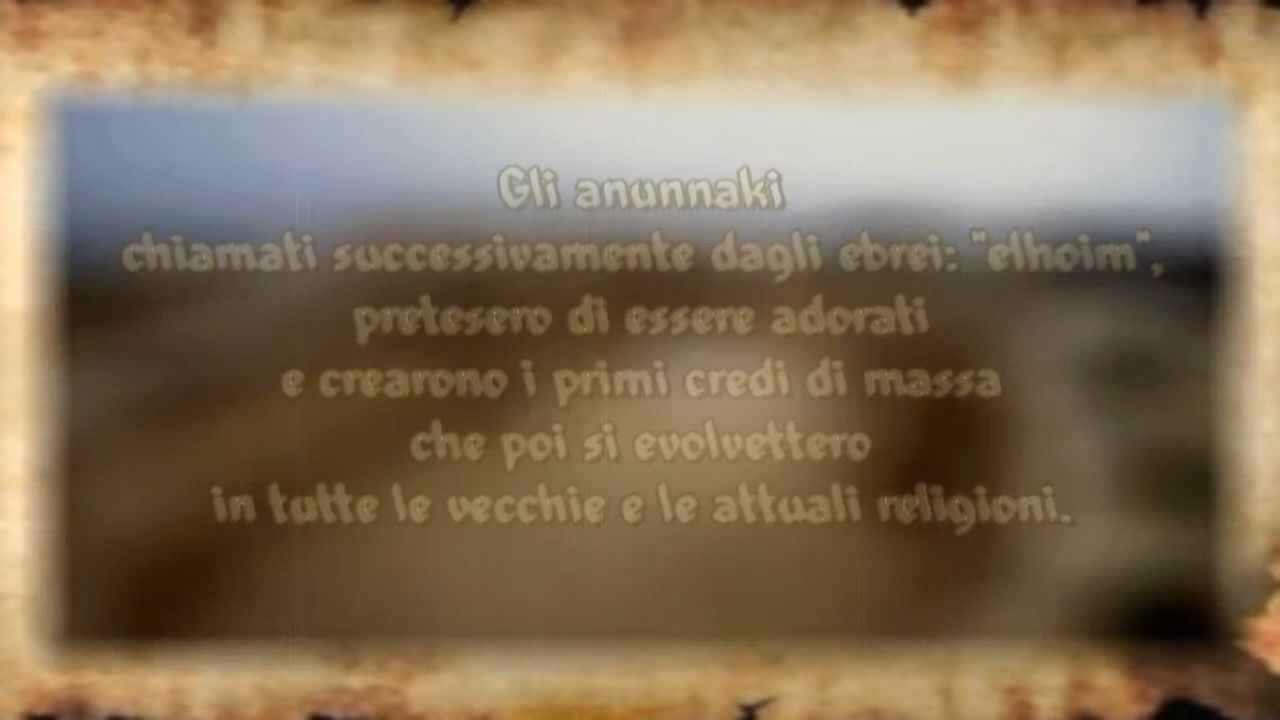 Gli anunnaki
chiamati successivamente dagli ebrei: "elhoim",
pretesero di essere adorati
e crearono i primi credi di massa
che poi si evolvettero
in tutte le vecchie e le attuali religioni.